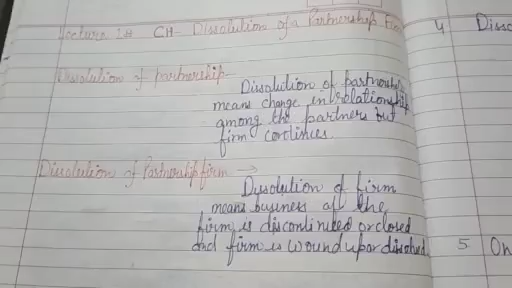 Lecture 1st CH- Dissolution of a Partnership Firm
4 Disso
Dissolution of partnership-
Dissolution of partnership
means change in relationship
among the partners but
firm continues.
Dissolution of Partnership firm →
Dissolution of firm
means business of the
firm is discontinued or closed
and firm is wound up or dissolved.
5 On